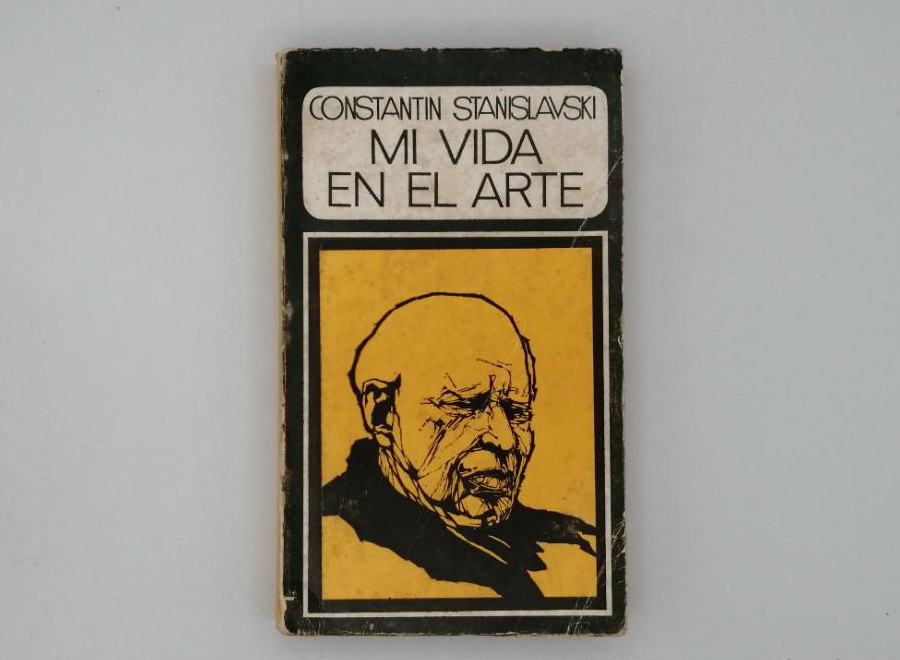 CONSTANTIN STANISLAVSKI
MI VIDA
EN EL ARTE